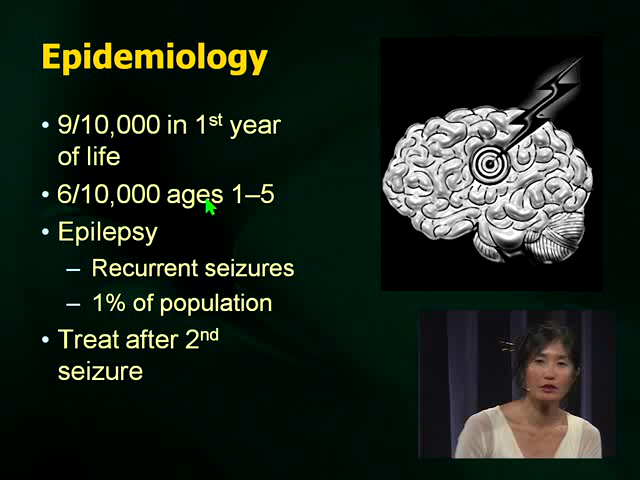 Epidemiology
• 9/10,000 in 1st year
of life
• 6/10,000 ages 1–5
• Epilepsy
– Recurrent seizures
– 1% of population
• Treat after 2nd
seizure